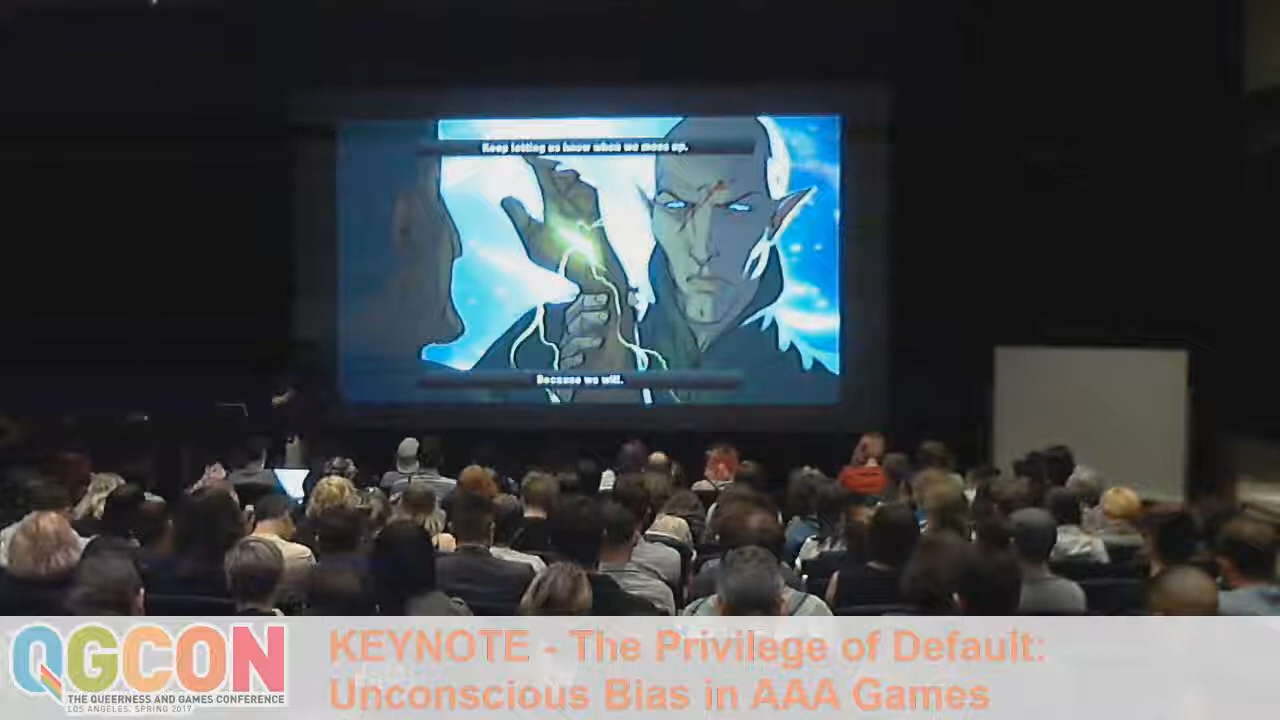 Keep letting us know when we mess up.
Because we will.
QGCON
THE QUEERNESS AND GAMES CONFERENCE
LOS ANGELES, SPRING 2017
KEYNOTE - The Privilege of Default:
Unconscious Bias in AAA Games